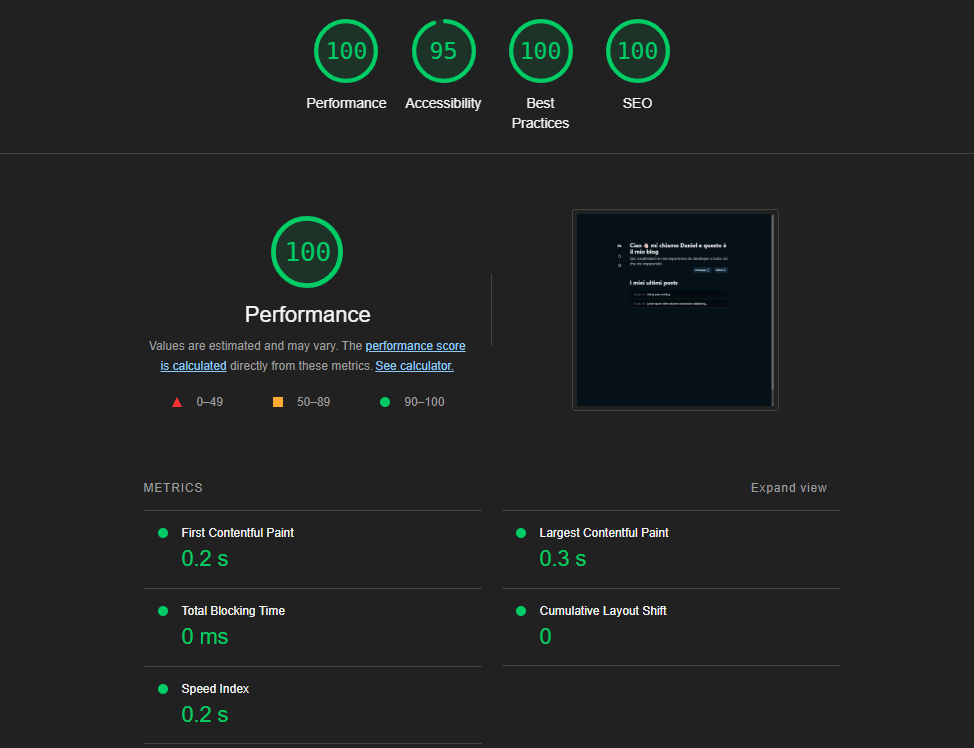 100
95
100
100
Performance
Accessibility
Best
Practices
SEO
100
Performance
Values are estimated and may vary. The performance score
is calculated directly from these metrics. See calculator.
0–49
50–89
90–100
Ciao 👋 mi chiamo Daniel e questo è
il mio blog
I miei ultimi posts
METRICS
Expand view
First Contentful Paint
0.2 s
Largest Contentful Paint
0.3 s
Total Blocking Time
0 ms
Cumulative Layout Shift
0
Speed Index
0.2 s